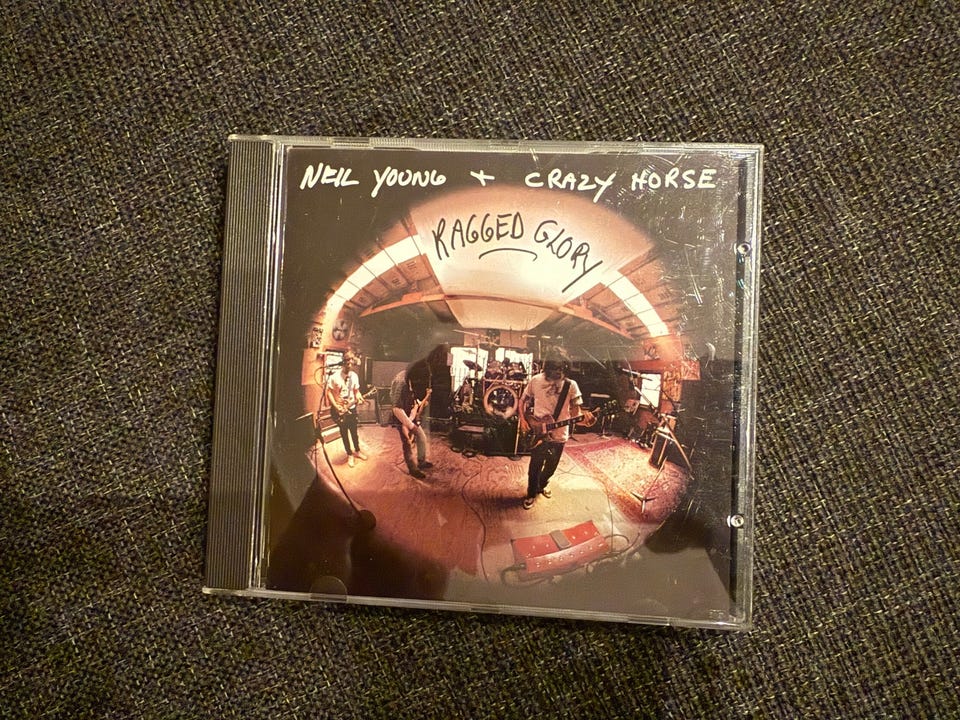 NEIL YOUNG + CRAZY HORSE
RAGGED GLORY